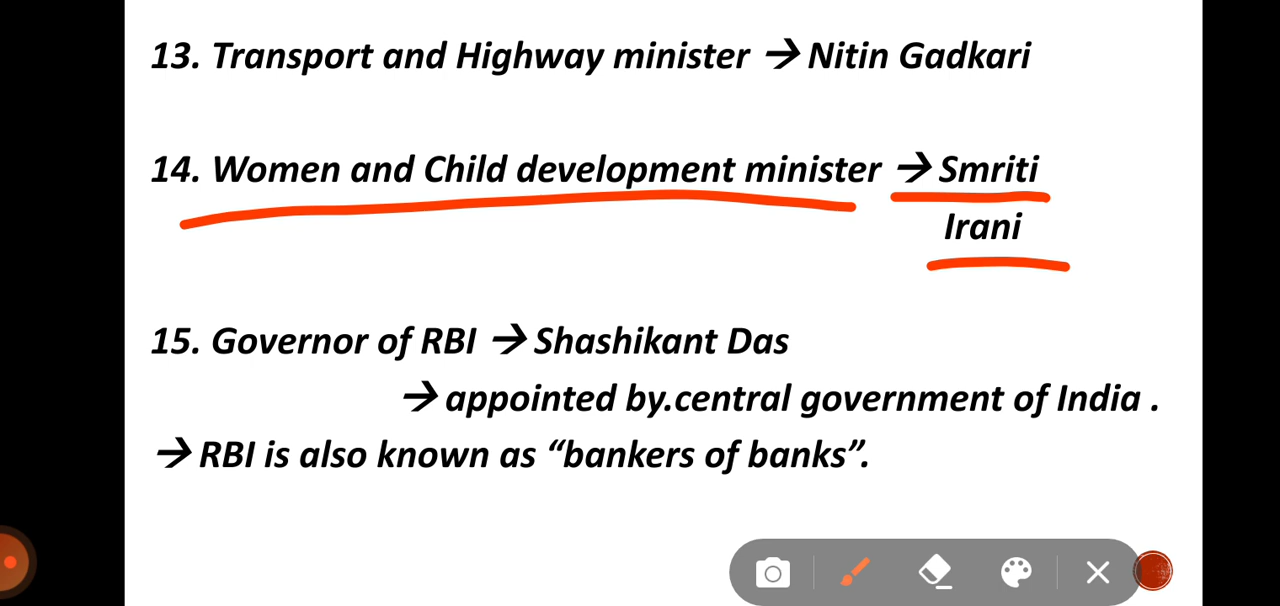 13. Transport and Highway minister → Nitin Gadkari
14. Women and Child development minister → Smriti
Irani
15. Governor of RBI → Shashikant Das
→ appointed by.central government of India .
→ RBI is also known as “bankers of banks”.